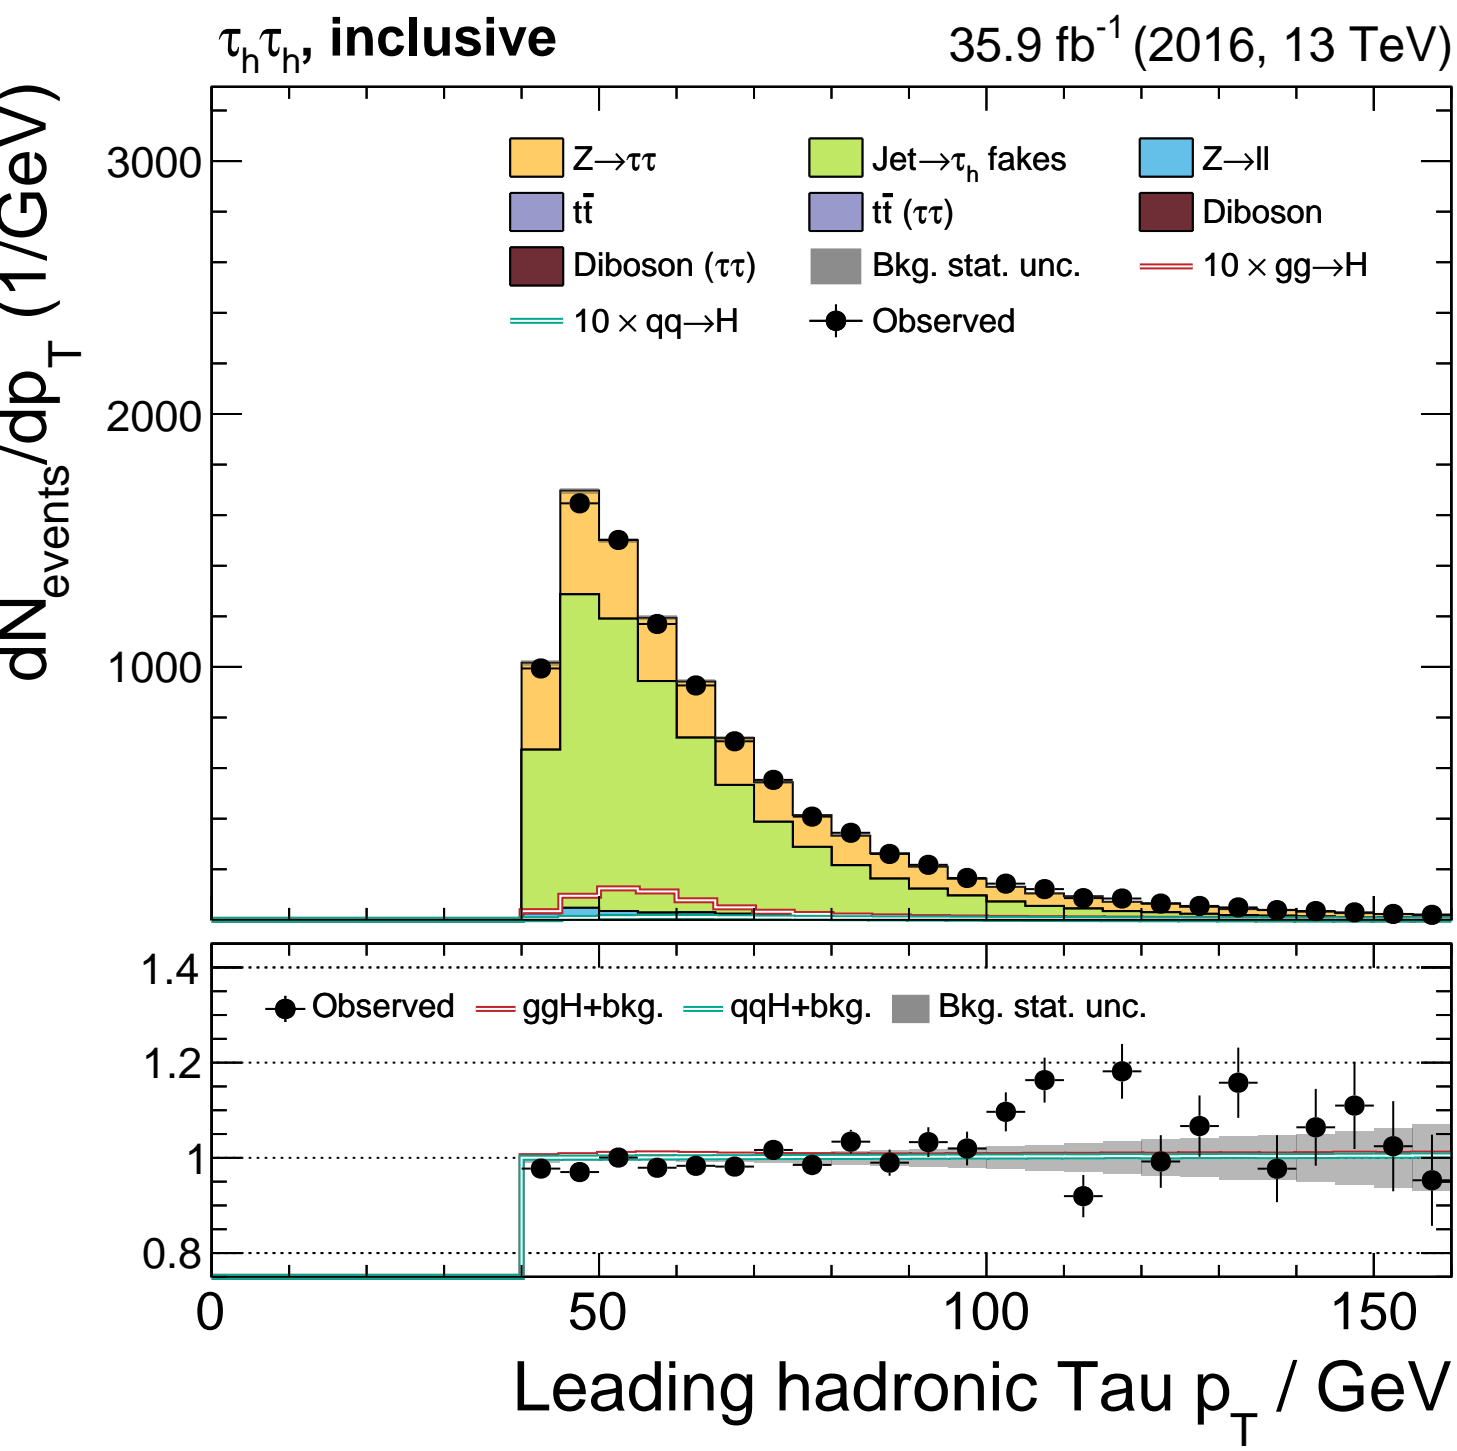 τhτh, inclusive 35.9 fb-1 (2016, 13 TeV)
dNevents/dpT (1/GeV)
3000
2000
1000
Z→ττ Jet→τh fakes Z→ll
tt̄ tt̄ (ττ) Diboson
Diboson (ττ) Bkg. stat. unc. 10 × gg→H
10 × qq→H Observed
1.4
1.2
1
0.8
Observed ggH+bkg. qqH+bkg. Bkg. stat. unc.
0 50 100 150
Leading hadronic Tau pT / GeV